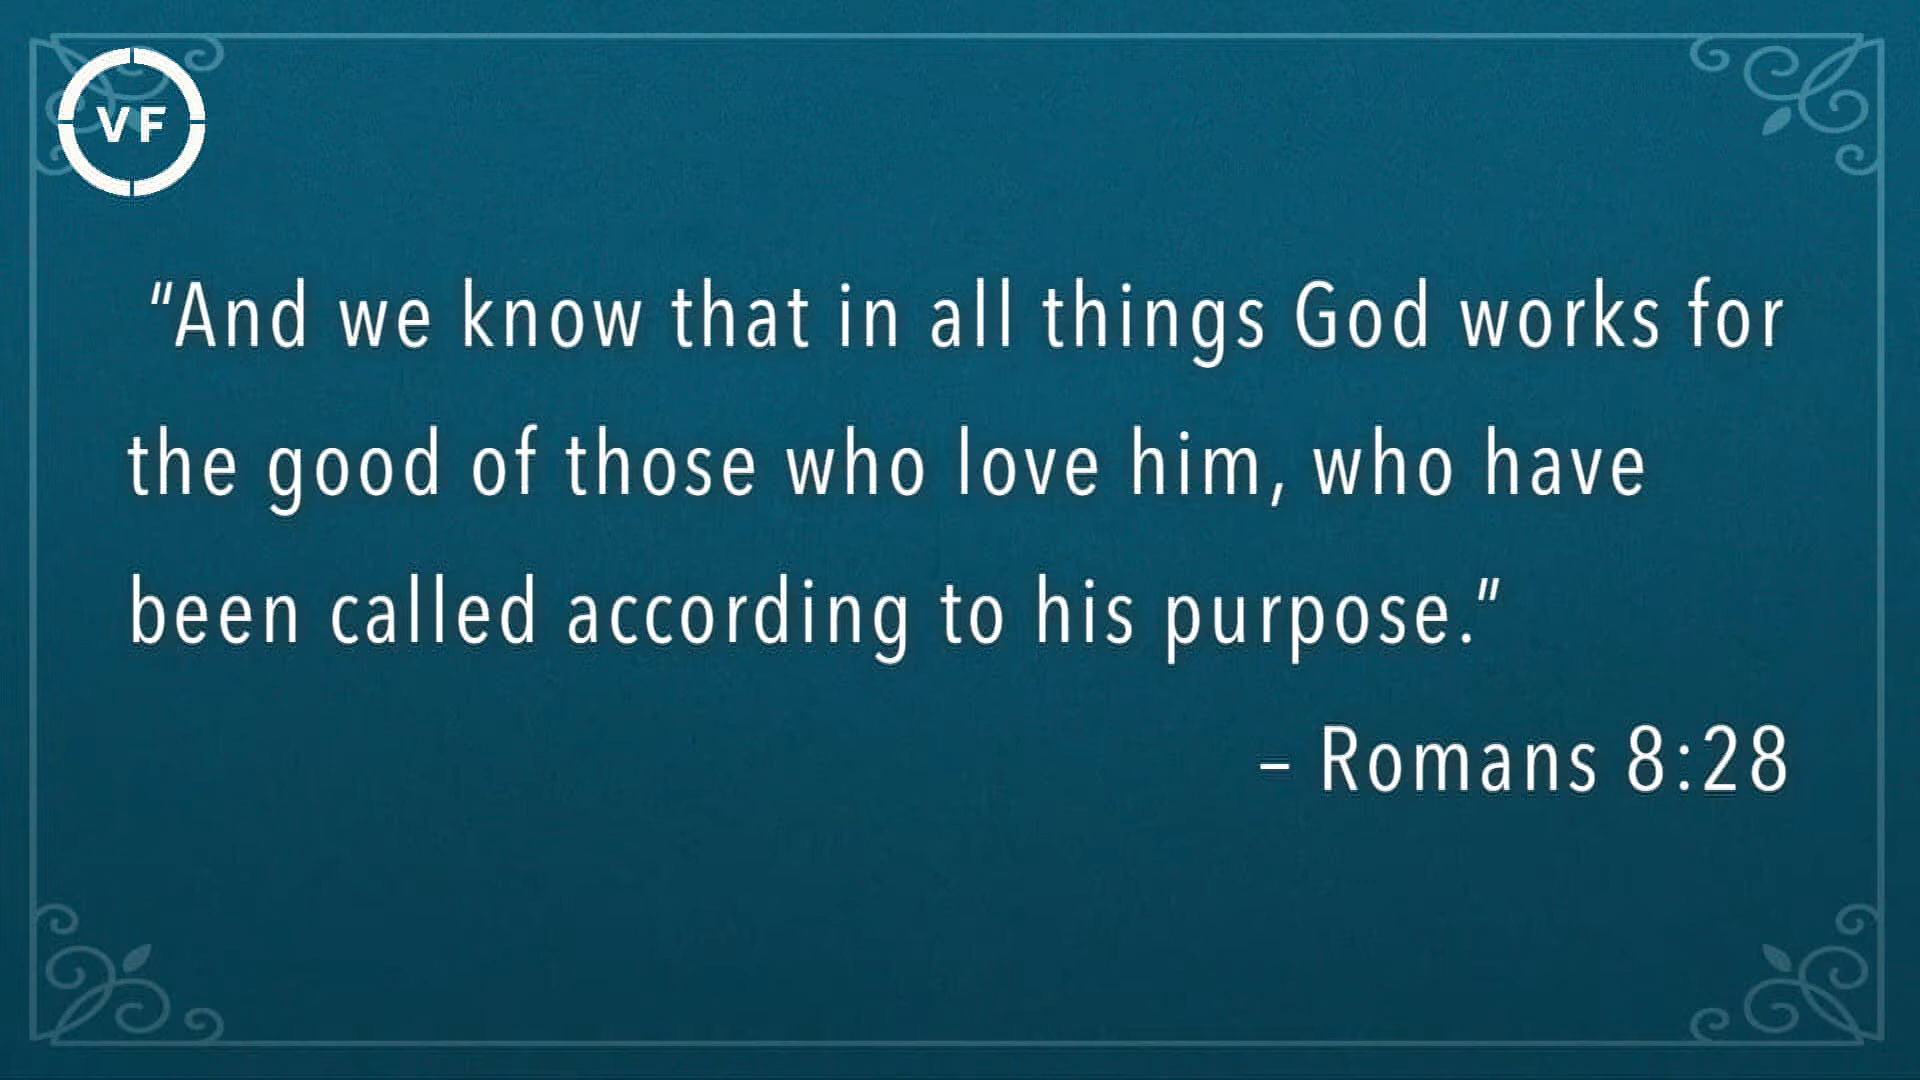 VF
“And we know that in all things God works for
the good of those who love him, who have
been called according to his purpose.”
– Romans 8:28